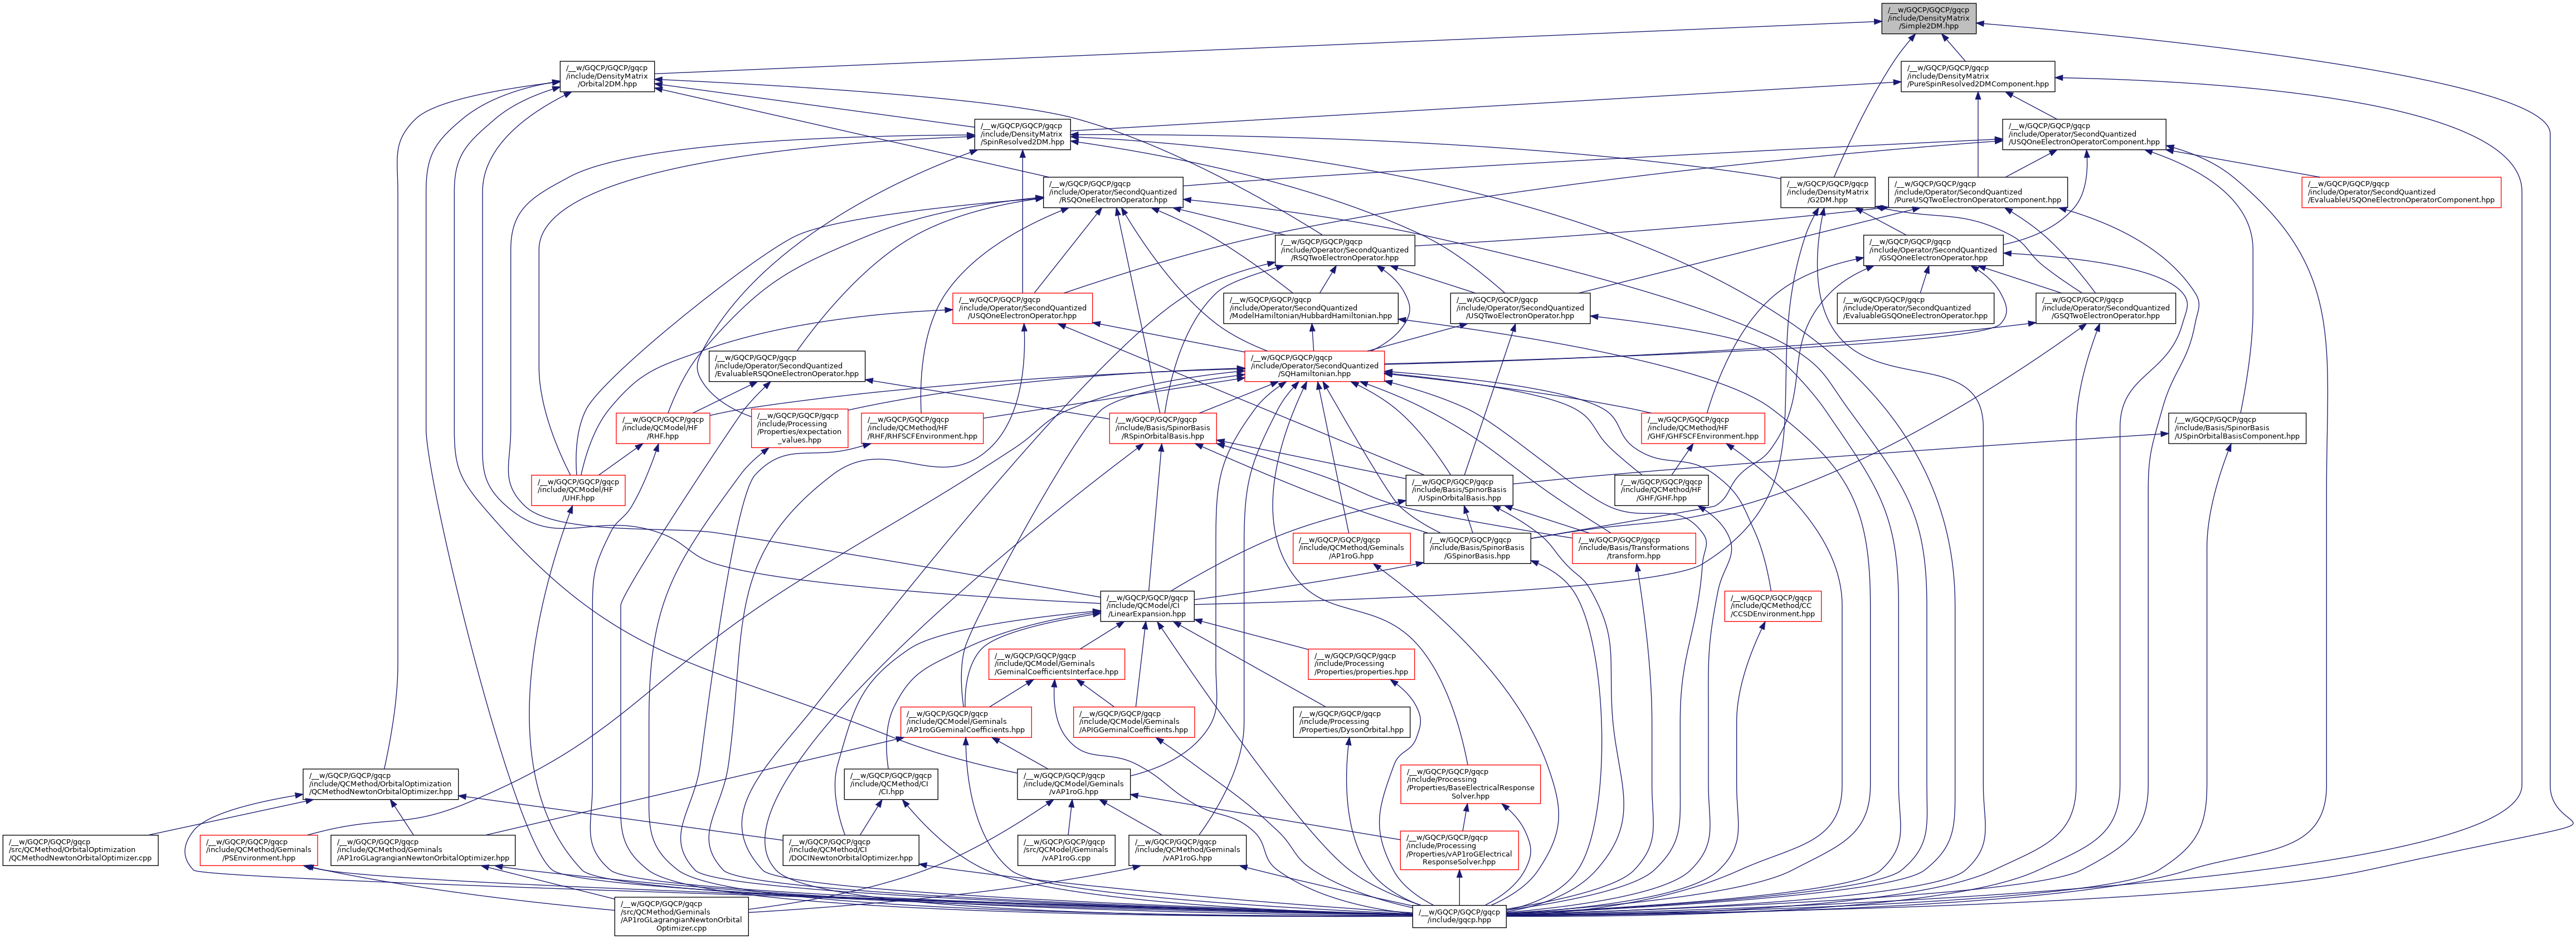 /__w/GQCP/GQCP/gqcp
/include/DensityMatrix
/Simple2DM.hpp
/__w/GQCP/GQCP/gqcp
/include/DensityMatrix
/Orbital2DM.hpp
/__w/GQCP/GQCP/gqcp
/include/DensityMatrix
/PureSpinResolved2DMComponent.hpp
/__w/GQCP/GQCP/gqcp
/include/DensityMatrix
/SpinResolved2DM.hpp
/__w/GQCP/GQCP/gqcp
/include/Operator/SecondQuantized
/USQOneElectronOperatorComponent.hpp
/__w/GQCP/GQCP/gqcp
/include/Operator/SecondQuantized
/RSQOneElectronOperator.hpp
/__w/GQCP/GQCP/gqcp
/include/DensityMatrix
/G2DM.hpp
/__w/GQCP/GQCP/gqcp
/include/Operator/SecondQuantized
/PureUSQTwoElectronOperatorComponent.hpp
/__w/GQCP/GQCP/gqcp
/include/Operator/SecondQuantized
/EvaluableUSQOneElectronOperatorComponent.hpp
/__w/GQCP/GQCP/gqcp
/include/Operator/SecondQuantized
/RSQTwoElectronOperator.hpp
/__w/GQCP/GQCP/gqcp
/include/Operator/SecondQuantized
/GSQOneElectronOperator.hpp
/__w/GQCP/GQCP/gqcp
/include/Operator/SecondQuantized
/USQOneElectronOperator.hpp
/__w/GQCP/GQCP/gqcp
/include/Operator/SecondQuantized
/ModelHamiltonian/HubbardHamiltonian.hpp
/__w/GQCP/GQCP/gqcp
/include/Operator/SecondQuantized
/USQTwoElectronOperator.hpp
/__w/GQCP/GQCP/gqcp
/include/Operator/SecondQuantized
/EvaluableGSQOneElectronOperator.hpp
/__w/GQCP/GQCP/gqcp
/include/Operator/SecondQuantized
/GSQTwoElectronOperator.hpp
/__w/GQCP/GQCP/gqcp
/include/Operator/SecondQuantized
/EvaluableRSQOneElectronOperator.hpp
/__w/GQCP/GQCP/gqcp
/include/Operator/SecondQuantized
/SQHamiltonian.hpp
/__w/GQCP/GQCP/gqcp
/include/QCModel/HF
/RHF.hpp
/__w/GQCP/GQCP/gqcp
/include/Processing
/Properties/expectation
_values.hpp
/__w/GQCP/GQCP/gqcp
/include/QCMethod/HF
/RHF/RHFSCFEnvironment.hpp
/__w/GQCP/GQCP/gqcp
/include/Basis/SpinorBasis
/RSpinOrbitalBasis.hpp
/__w/GQCP/GQCP/gqcp
/include/QCMethod/HF
/GHF/GHFSCFEnvironment.hpp
/__w/GQCP/GQCP/gqcp
/include/Basis/SpinorBasis
/USpinOrbitalBasisComponent.hpp
/__w/GQCP/GQCP/gqcp
/include/QCModel/HF
/UHF.hpp
/__w/GQCP/GQCP/gqcp
/include/Basis/SpinorBasis
/USpinOrbitalBasis.hpp
/__w/GQCP/GQCP/gqcp
/include/QCMethod/HF
/GHF/GHF.hpp
/__w/GQCP/GQCP/gqcp
/include/QCMethod/Geminals
/AP1roG.hpp
/__w/GQCP/GQCP/gqcp
/include/Basis/SpinorBasis
/GSpinorBasis.hpp
/__w/GQCP/GQCP/gqcp
/include/Basis/Transformations
/transform.hpp
/__w/GQCP/GQCP/gqcp
/include/QCModel/CI
/LinearExpansion.hpp
/__w/GQCP/GQCP/gqcp
/include/QCMethod/CC
/CCSDEnvironment.hpp
/__w/GQCP/GQCP/gqcp
/include/QCModel/Geminals
/GeminalCoefficientsInterface.hpp
/__w/GQCP/GQCP/gqcp
/include/Processing
/Properties/properties.hpp
/__w/GQCP/GQCP/gqcp
/include/QCModel/Geminals
/AP1roGGeminalCoefficients.hpp
/__w/GQCP/GQCP/gqcp
/include/QCModel/Geminals
/APIGGeminalCoefficients.hpp
/__w/GQCP/GQCP/gqcp
/include/Processing
/Properties/DysonOrbital.hpp
/__w/GQCP/GQCP/gqcp
/include/QCMethod/OrbitalOptimization
/QCMethodNewtonOrbitalOptimizer.hpp
/__w/GQCP/GQCP/gqcp
/include/QCMethod/CI
/CI.hpp
/__w/GQCP/GQCP/gqcp
/include/QCModel/Geminals
/vAP1roG.hpp
/__w/GQCP/GQCP/gqcp
/include/Processing
/Properties/BaseElectricalResponse
Solver.hpp
/__w/GQCP/GQCP/gqcp
/src/QCMethod/OrbitalOptimization
/QCMethodNewtonOrbitalOptimizer.cpp
/__w/GQCP/GQCP/gqcp
/include/QCMethod/Geminals
/PSEnvironment.hpp
/__w/GQCP/GQCP/gqcp
/include/QCMethod/Geminals
/AP1roGLagrangianNewtonOrbitalOptimizer.hpp
/__w/GQCP/GQCP/gqcp
/include/QCMethod/CI
/DOCINewtonOrbitalOptimizer.hpp
/__w/GQCP/GQCP/gqcp
/src/QCModel/Geminals
/vAP1roG.cpp
/__w/GQCP/GQCP/gqcp
/include/QCMethod/Geminals
/vAP1roG.hpp
/__w/GQCP/GQCP/gqcp
/include/Processing
/Properties/vAP1roGElectrical
ResponseSolver.hpp
/__w/GQCP/GQCP/gqcp
/src/QCMethod/Geminals
/AP1roGLagrangianNewtonOrbital
Optimizer.cpp
/__w/GQCP/GQCP/gqcp
/include/gqcp.hpp